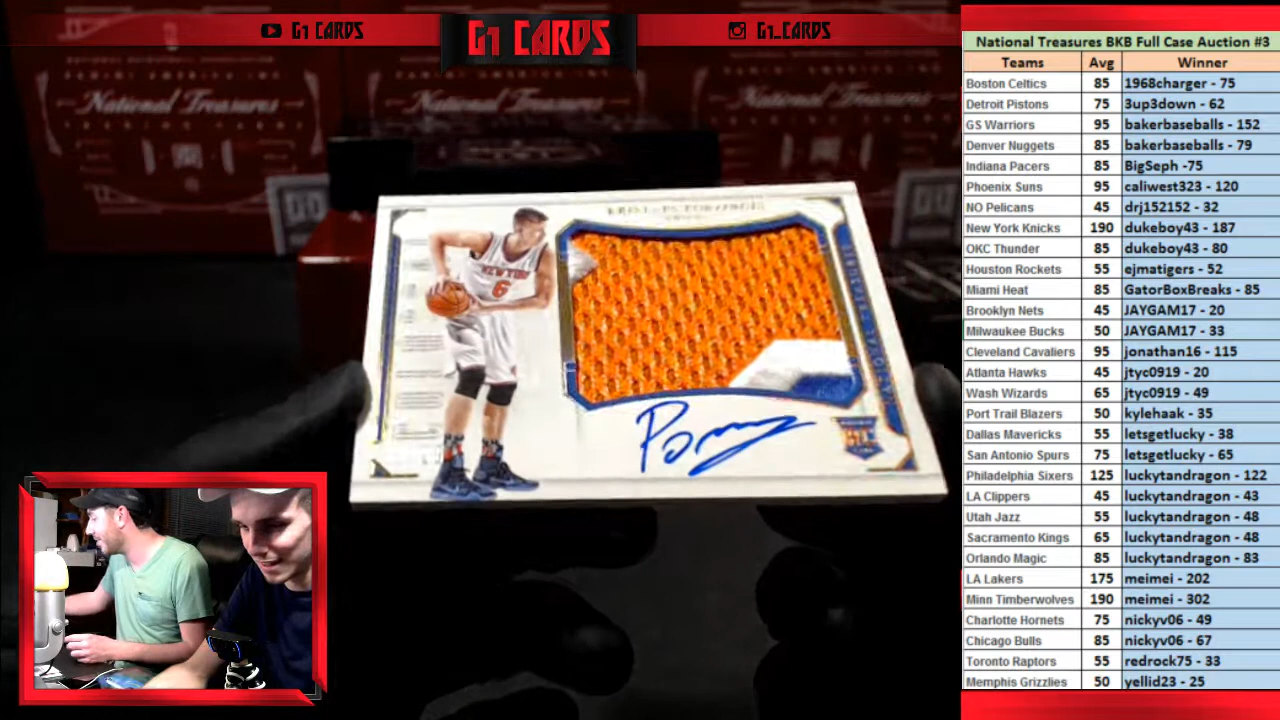 G1 CARDS
G1 CARDS
G1_CARDS
National Treasures
National Treasures
National Treasures
NEW YORK
6
National Treasures BKB Full Case Auction #3
Teams Avg Winner
Boston Celtics 85 1968charger - 75
Detroit Pistons 75 3up3down - 62
GS Warriors 95 bakerbaseballs - 152
Denver Nuggets 85 bakerbaseballs - 79
Indiana Pacers 85 BigSeph -75
Phoenix Suns 95 caliwest323 - 120
NO Pelicans 45 drj152152 - 32
New York Knicks 190 dukeboy43 - 187
OKC Thunder 85 dukeboy43 - 80
Houston Rockets 55 ejmatigers - 52
Miami Heat 85 GatorBoxBreaks - 85
Brooklyn Nets 45 JAYGAM17 - 20
Milwaukee Bucks 50 JAYGAM17 - 33
Cleveland Cavaliers 95 jonathan16 - 115
Atlanta Hawks 45 jtyc0919 - 20
Wash Wizards 65 jtyc0919 - 49
Port Trail Blazers 50 kylehaak - 35
Dallas Mavericks 55 letsgetlucky - 38
San Antonio Spurs 75 letsgetlucky - 65
Philadelphia Sixers 125 luckytandragon - 122
LA Clippers 45 luckytandragon - 43
Utah Jazz 55 luckytandragon - 48
Sacramento Kings 65 luckytandragon - 48
Orlando Magic 85 luckytandragon - 83
LA Lakers 175 meimei - 202
Minn Timberwolves 190 meimei - 302
Charlotte Hornets 75 nickyv06 - 49
Chicago Bulls 85 nickyv06 - 67
Toronto Raptors 55 redrock75 - 33
Memphis Grizzlies 50 yellid23 - 25